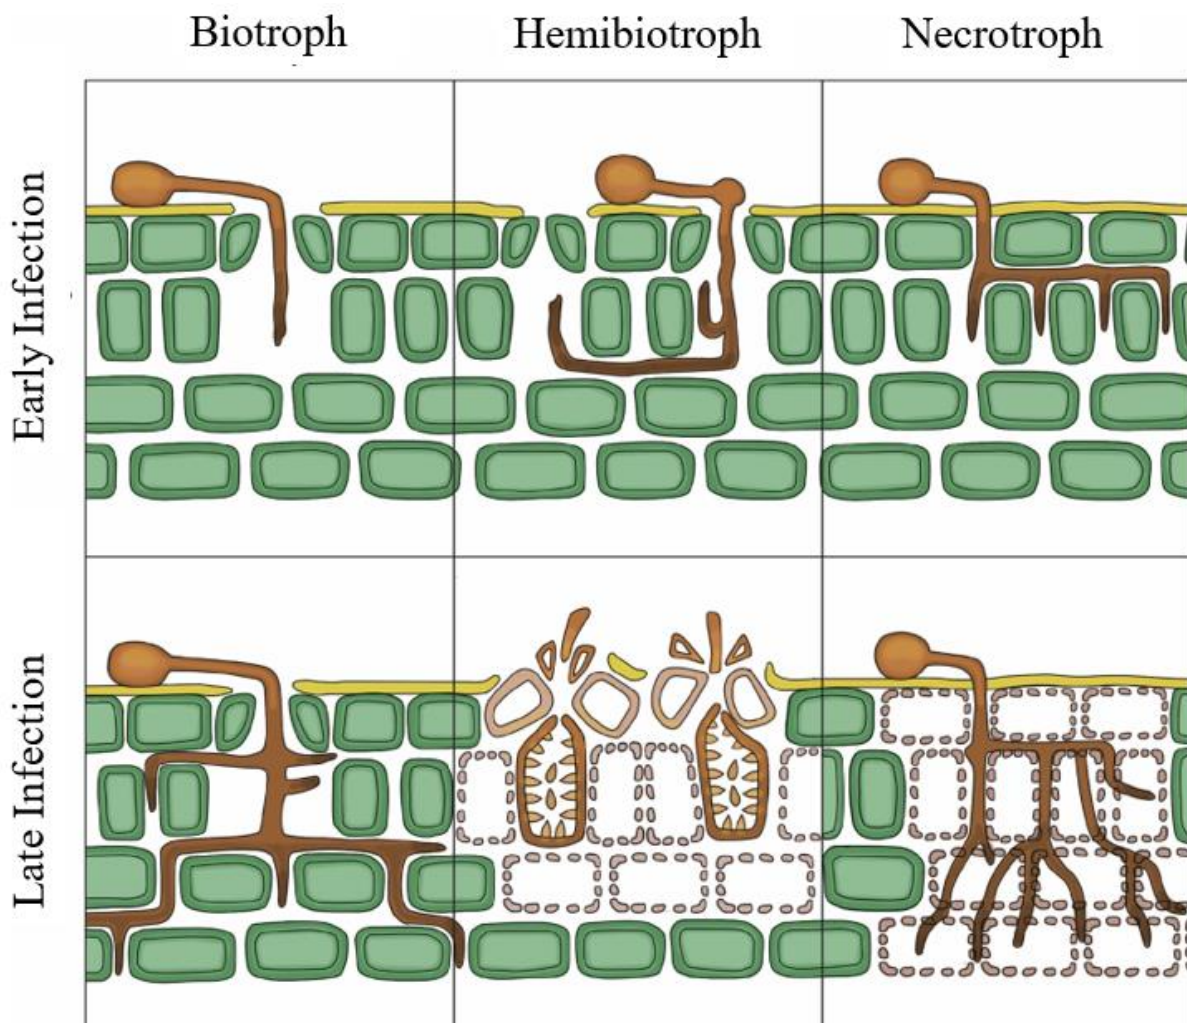 Biotroph
Hemibiotroph
Necrotroph
Early Infection
Late Infection